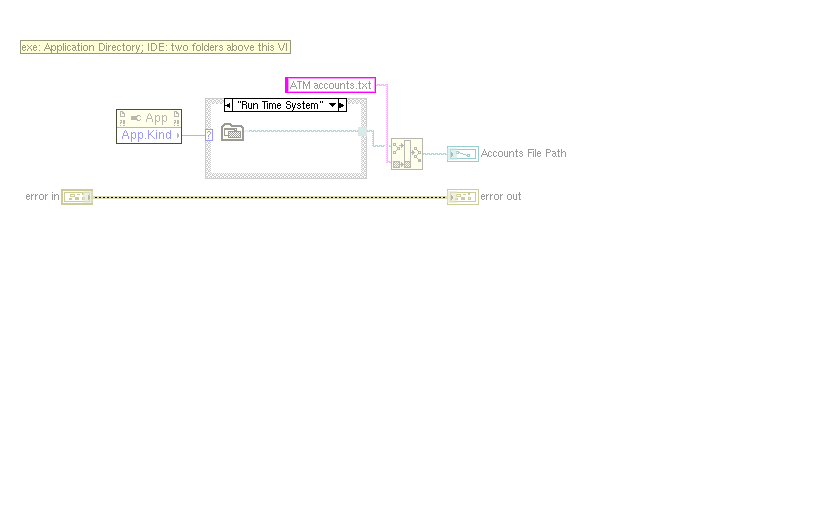 exe: Application Directory; IDE: two folders above this VI
ATM accounts.txt
"Run Time System"
App
App.Kind
?
Accounts File Path
error in
error out